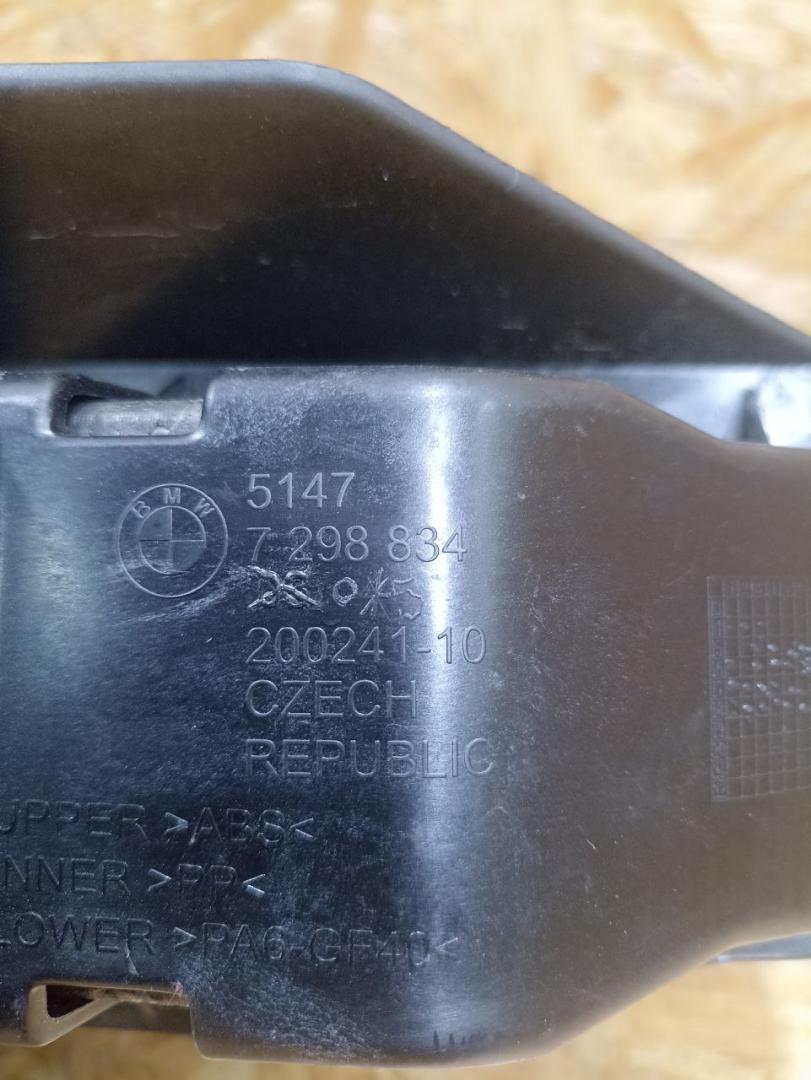 BMW
5147
7 298 834
200241-10
CZECH
REPUBLIC
UPPER >ABS<
INNER >PP<
LOWER >PA6-GF40<